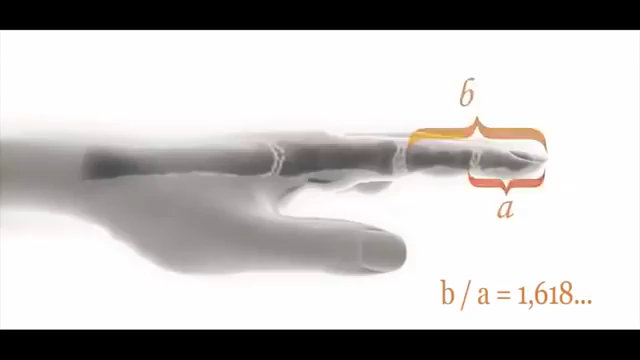 b
a
b / a = 1,618...